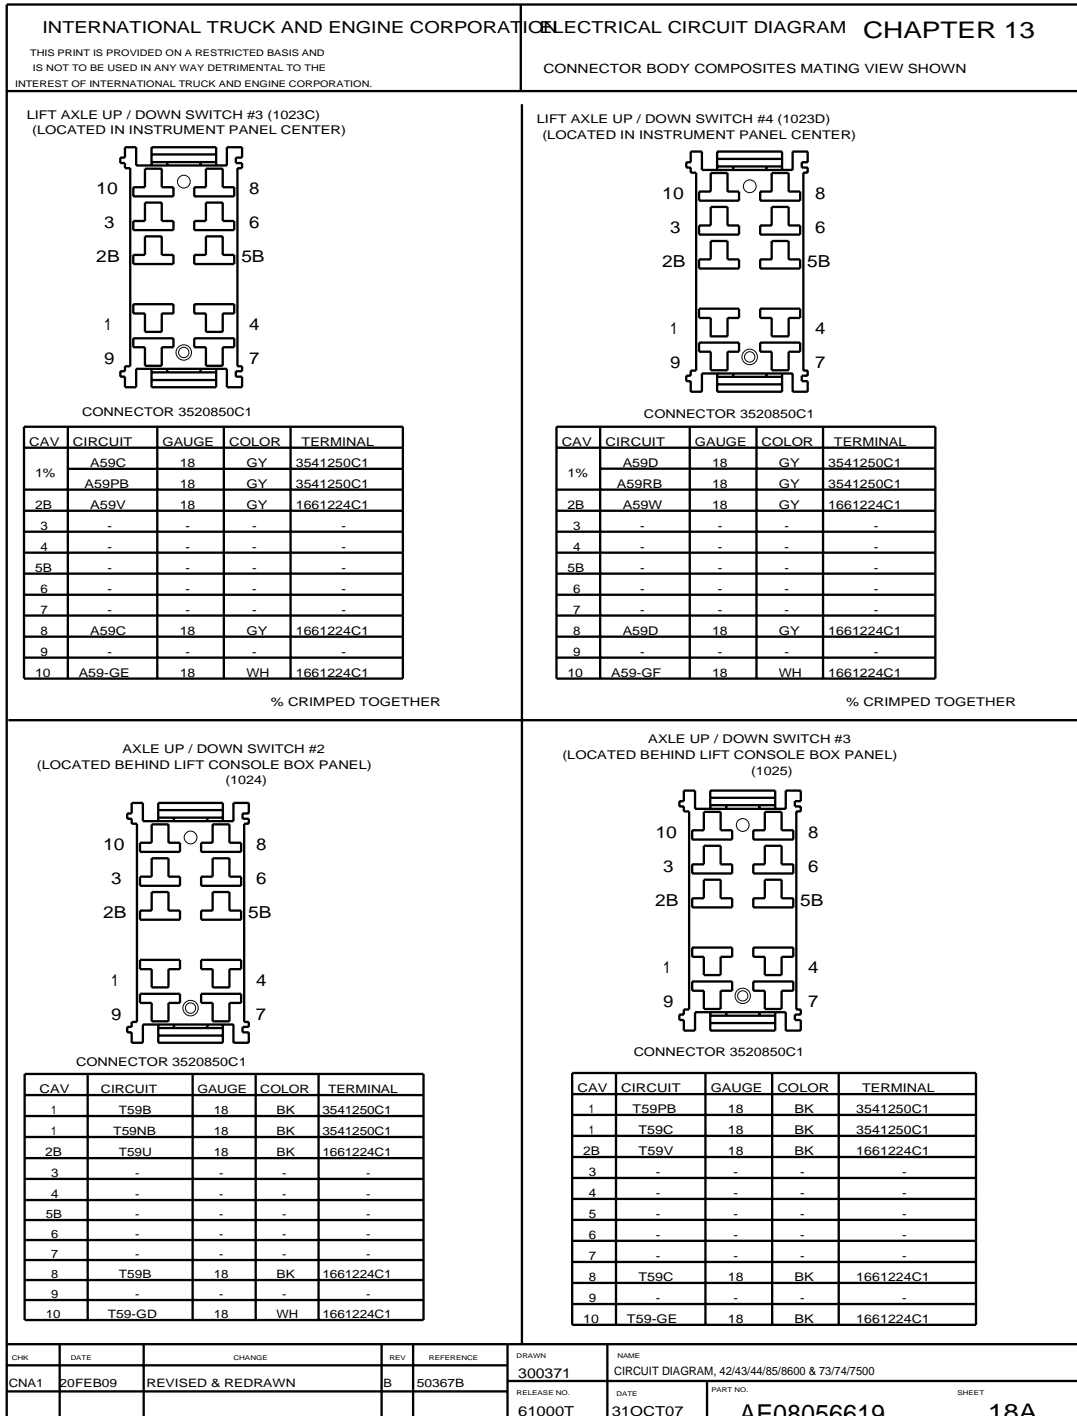 INTERNATIONAL TRUCK AND ENGINE CORPORATION
THIS PRINT IS PROVIDED ON A RESTRICTED BASIS AND
IS NOT TO BE USED IN ANY WAY DETRIMENTAL TO THE
INTEREST OF INTERNATIONAL TRUCK AND ENGINE CORPORATION.
ELECTRICAL CIRCUIT DIAGRAM CHAPTER 13
CONNECTOR BODY COMPOSITES MATING VIEW SHOWN
LIFT AXLE UP / DOWN SWITCH #3 (1023C)
(LOCATED IN INSTRUMENT PANEL CENTER)
10 8
3 6
2B 5B
1 4
9 7
CONNECTOR 3520850C1
CAV CIRCUIT GAUGE COLOR TERMINAL
1% A59C 18 GY 3541250C1
A59PB 18 GY 3541250C1
2B A59V 18 GY 1661224C1
3 - - - -
4 - - - -
5B - - - -
6 - - - -
7 - - - -
8 A59C 18 GY 1661224C1
9 - - - -
10 A59-GE 18 WH 1661224C1
% CRIMPED TOGETHER
LIFT AXLE UP / DOWN SWITCH #4 (1023D)
(LOCATED IN INSTRUMENT PANEL CENTER)
10 8
3 6
2B 5B
1 4
9 7
CONNECTOR 3520850C1
CAV CIRCUIT GAUGE COLOR TERMINAL
1% A59D 18 GY 3541250C1
A59RB 18 GY 3541250C1
2B A59W 18 GY 1661224C1
3 - - - -
4 - - - -
5B - - - -
6 - - - -
7 - - - -
8 A59D 18 GY 1661224C1
9 - - - -
10 A59-GF 18 WH 1661224C1
% CRIMPED TOGETHER
AXLE UP / DOWN SWITCH #2
(LOCATED BEHIND LIFT CONSOLE BOX PANEL)
(1024)
10 8
3 6
2B 5B
1 4
9 7
CONNECTOR 3520850C1
CAV CIRCUIT GAUGE COLOR TERMINAL
1 T59B 18 BK 3541250C1
1 T59NB 18 BK 3541250C1
2B T59U 18 BK 1661224C1
3 - - - -
4 - - - -
5B - - - -
6 - - - -
7 - - - -
8 T59B 18 BK 1661224C1
9 - - - -
10 T59-GD 18 WH 1661224C1
AXLE UP / DOWN SWITCH #3
(LOCATED BEHIND LIFT CONSOLE BOX PANEL)
(1025)
10 8
3 6
2B 5B
1 4
9 7
CONNECTOR 3520850C1
CAV CIRCUIT GAUGE COLOR TERMINAL
1 T59PB 18 BK 3541250C1
1 T59C 18 BK 3541250C1
2B T59V 18 BK 1661224C1
3 - - - -
4 - - - -
5 - - - -
6 - - - -
7 - - - -
8 T59C 18 BK 1661224C1
9 - - - -
10 T59-GE 18 BK 1661224C1
CHK DATE CHANGE REV REFERENCE
CNA1 20FEB09 REVISED & REDRAWN B 50367B
DRAWN NAME
300371 CIRCUIT DIAGRAM, 42/43/44/85/8600 & 73/74/7500
RELEASE NO. DATE PART NO. SHEET
61000T 31OCT07 AE08056619 18A